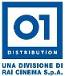 01
DISTRIBUTION
UNA DIVISIONE DI
RAI CINEMA S.p.A.